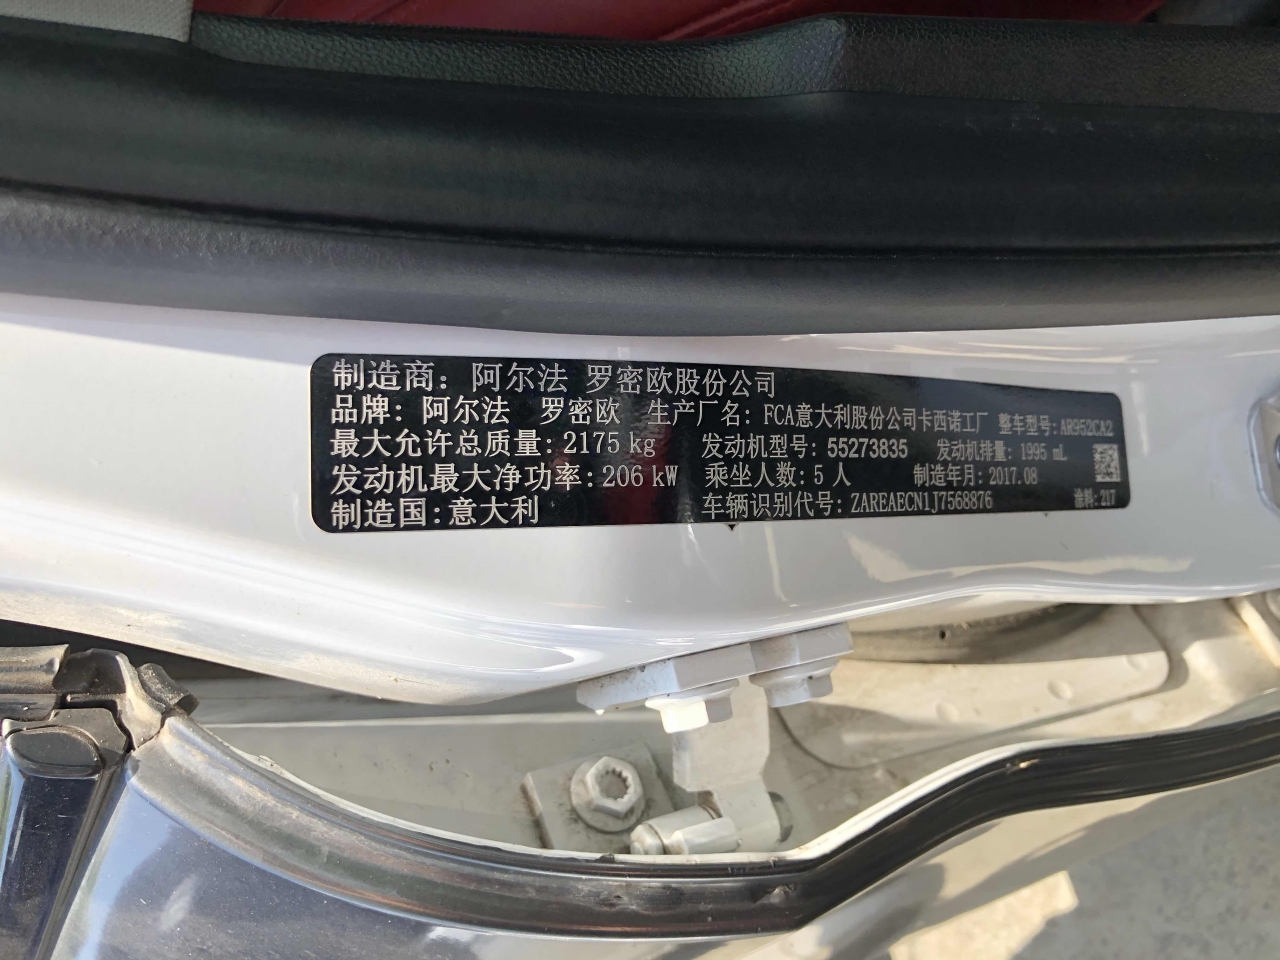 制造商：阿尔法 罗密欧股份公司
品牌：阿尔法 罗密欧 生产厂名：FCA意大利股份公司卡西诺工厂 整车型号：AR952CA2
最大允许总质量：2175 kg 发动机型号：55273835 发动机排量：1995 mL
发动机最大净功率：206 kW 乘坐人数：5 人 制造年月：2017.08
制造国：意大利 车辆识别代号：ZAREAECN1J7568876 涂料：217